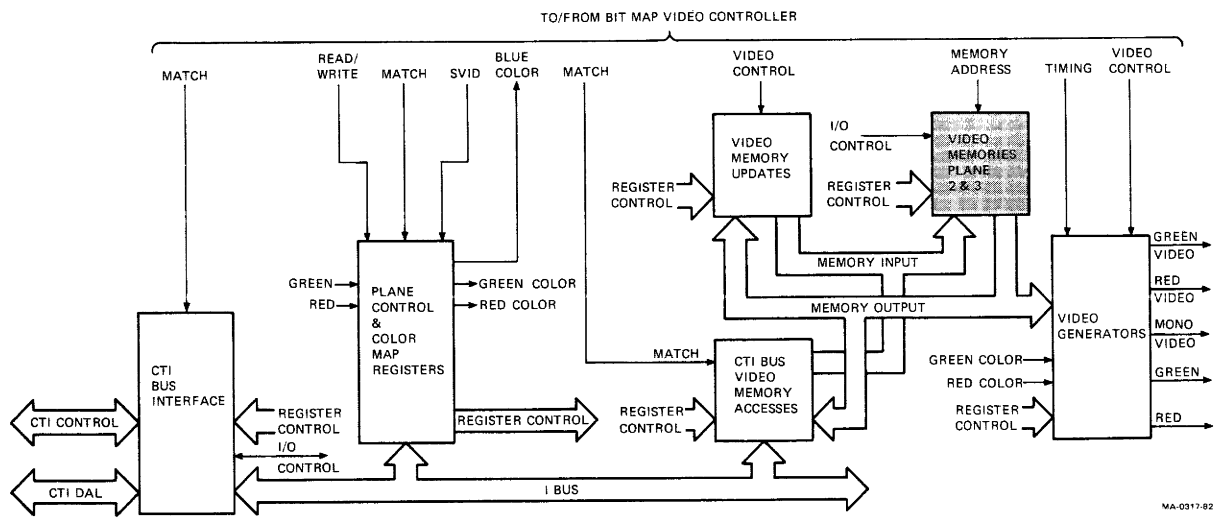 TO/FROM BIT MAP VIDEO CONTROLLER
MATCH
READ/
WRITE
MATCH
SVID
BLUE
COLOR
MATCH
VIDEO
CONTROL
MEMORY
ADDRESS
TIMING
VIDEO
CONTROL
I/O
CONTROL
VIDEO
MEMORY
UPDATES
REGISTER
CONTROL
VIDEO
MEMORIES
PLANE
2 & 3
REGISTER
CONTROL
MEMORY INPUT
MEMORY OUTPUT
GREEN
RED
PLANE
CONTROL
&
COLOR
MAP
REGISTERS
GREEN COLOR
RED COLOR
CTI
BUS
INTERFACE
CTI CONTROL
CTI DAL
REGISTER
CONTROL
I/O
CONTROL
REGISTER CONTROL
I BUS
MATCH
CTI BUS
VIDEO
MEMORY
ACCESSES
REGISTER
CONTROL
VIDEO
GENERATORS
GREEN COLOR
RED COLOR
REGISTER
CONTROL
GREEN
VIDEO
RED
VIDEO
MONO
VIDEO
GREEN
RED
MA-0317-82